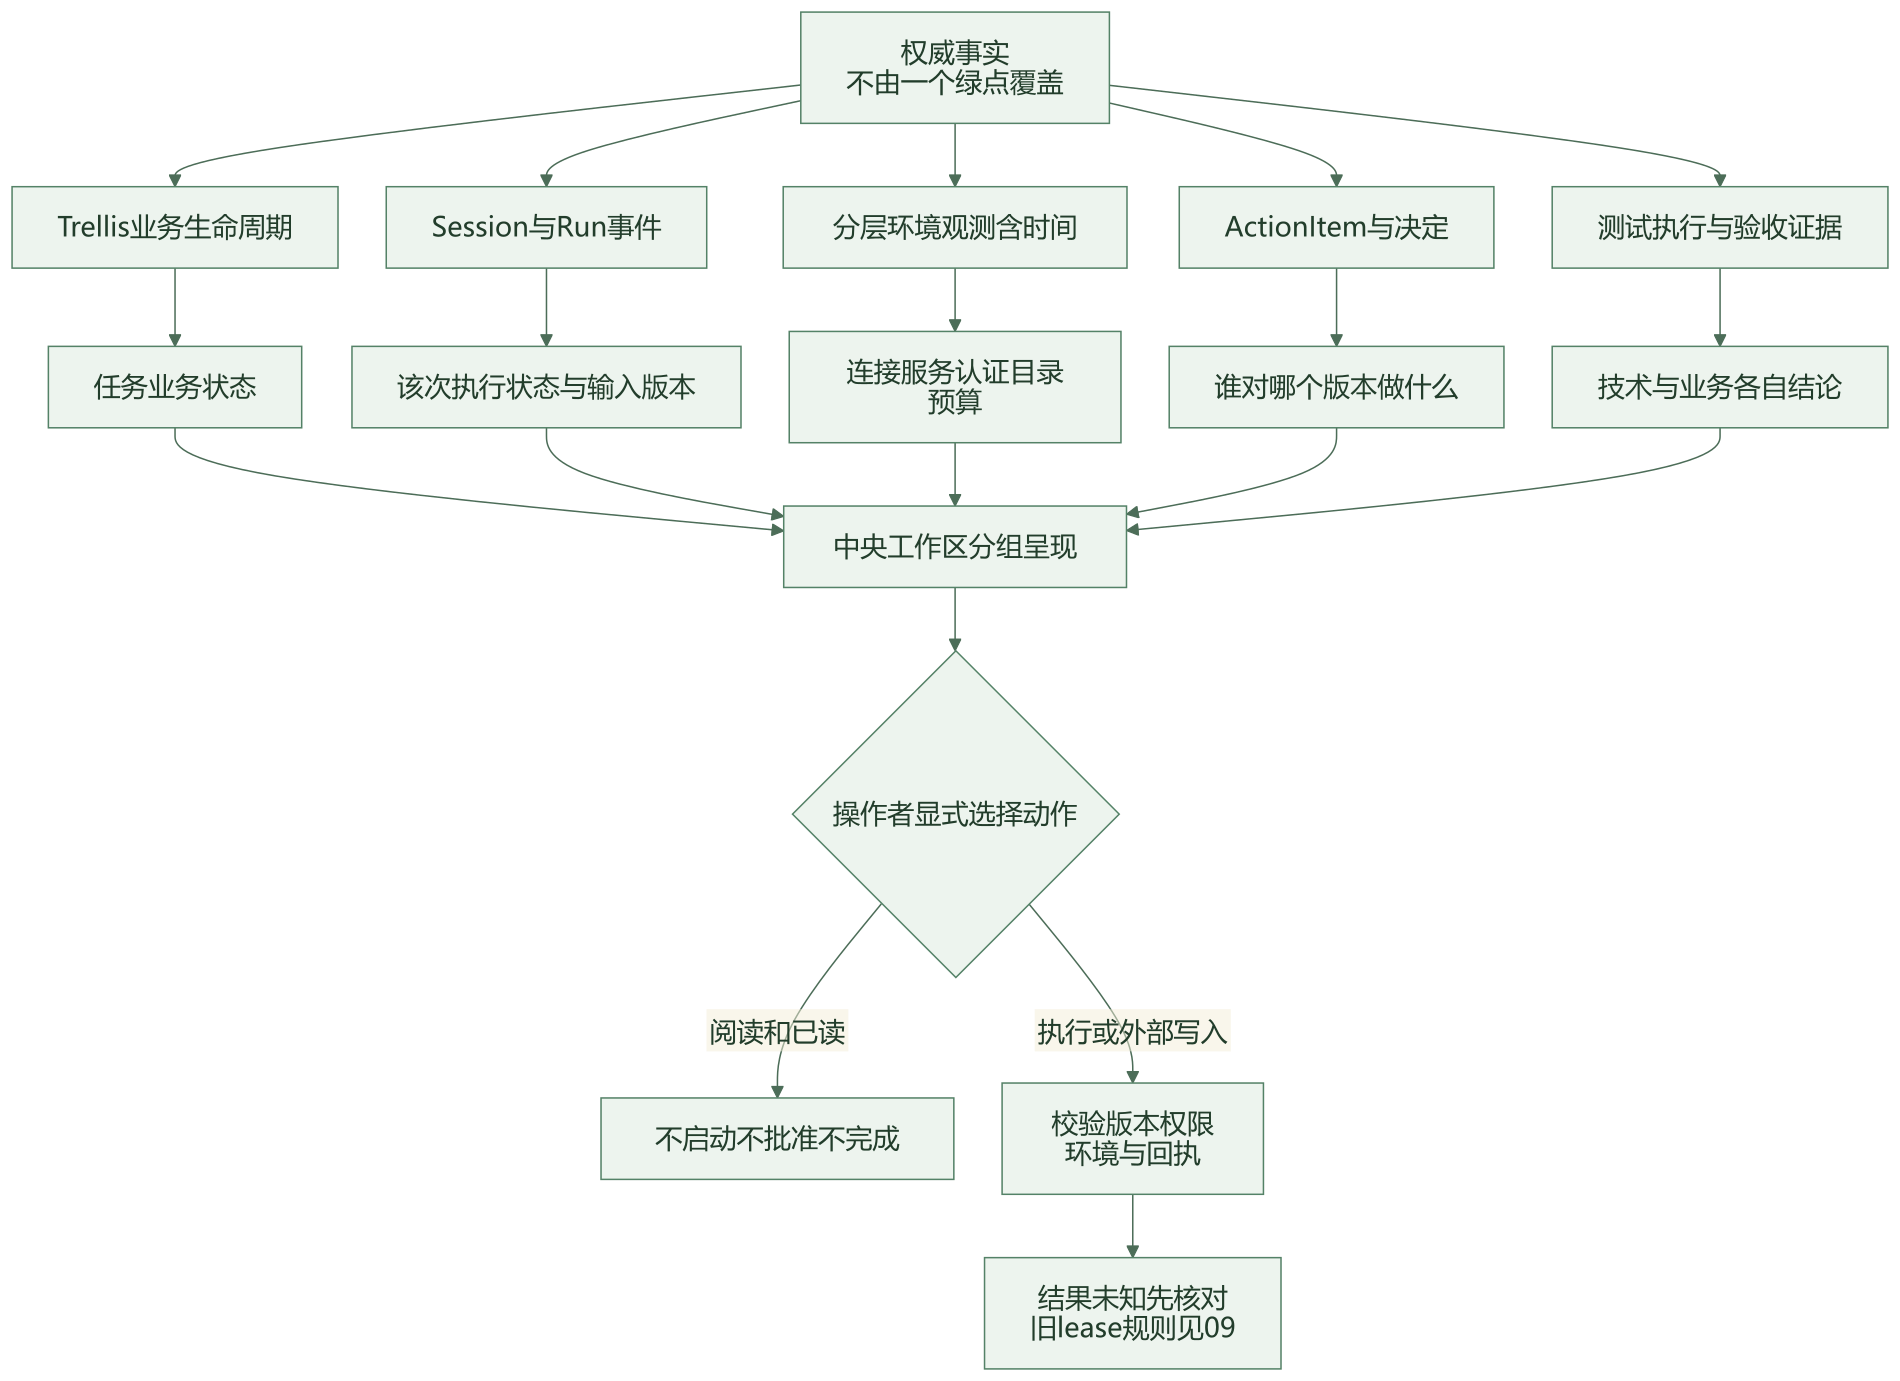 权威事实
不由一个绿点覆盖
Trellis业务生命周期
Session与Run事件
分层环境观测含时间
ActionItem与决定
测试执行与验收证据
任务业务状态
该次执行状态与输入版本
连接服务认证目录
预算
谁对哪个版本做什么
技术与业务各自结论
中央工作区分组呈现
操作者显式选择动作
阅读和已读
执行或外部写入
不启动不批准不完成
校验版本权限
环境与回执
结果未知先核对
旧lease规则见09